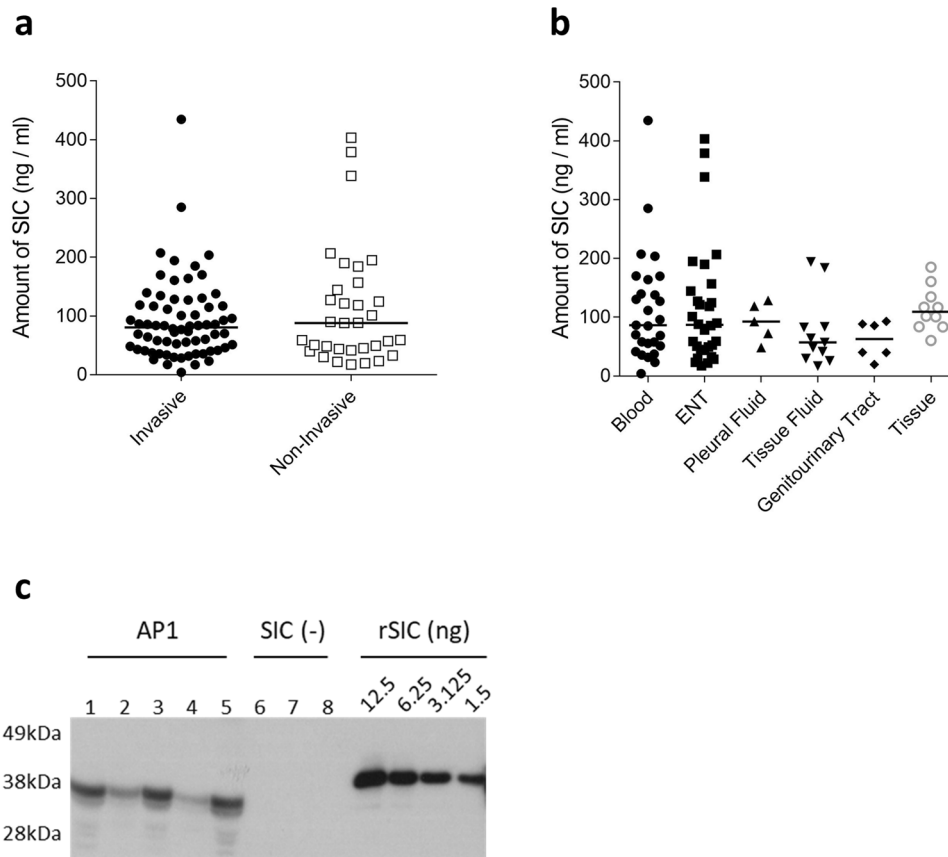 a
Amount of SIC (ng / ml)
500
400
300
200
100
0
Invasive
Non-Invasive
b
Amount of SIC (ng / ml)
500
400
300
200
100
0
Blood
ENT
Pleural Fluid
Tissue Fluid
Genitourinary Tract
Tissue
c
AP1 SIC (-) rSIC (ng)
1 2 3 4 5 6 7 8 12.5 6.25 3.125 1.5
49kDa
38kDa
28kDa